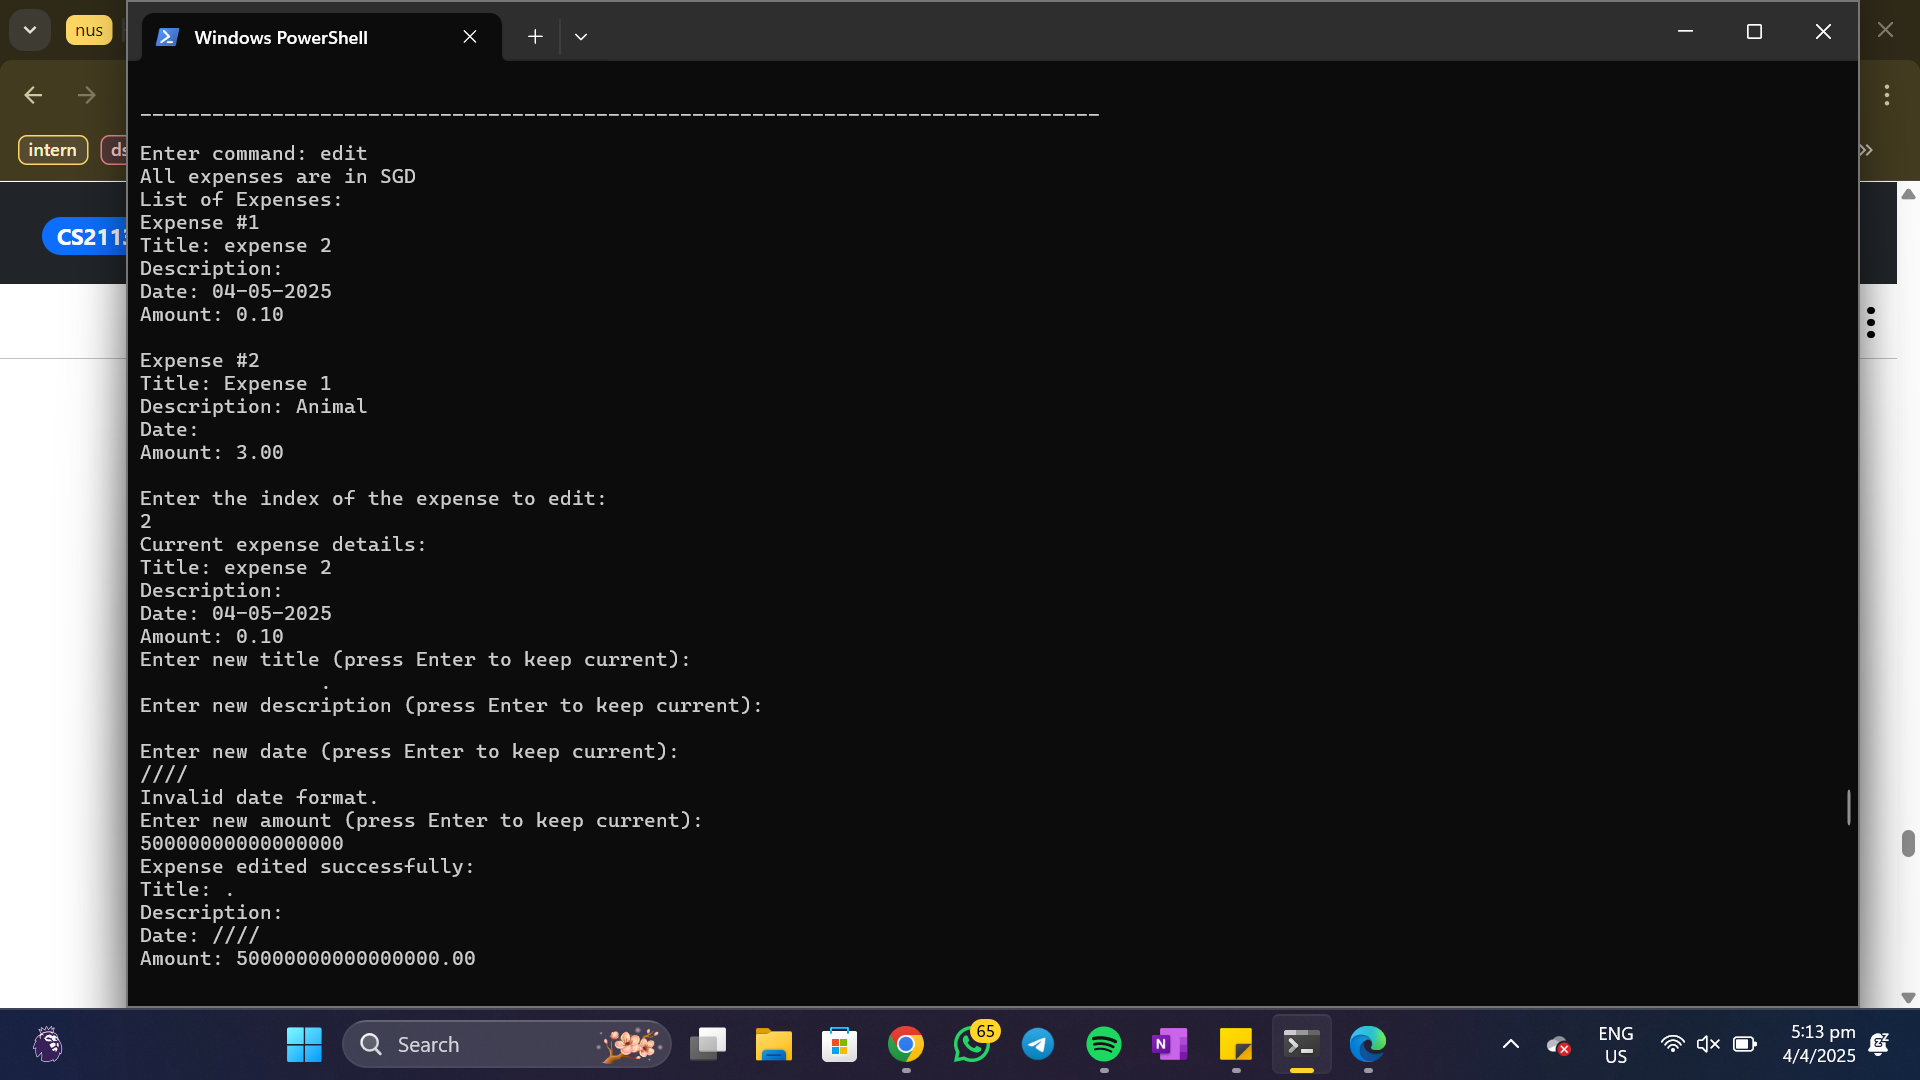 nus
Windows PowerShell
intern
ds
CS2113
--------------------------------------------------------------------------------
Enter command: edit
All expenses are in SGD
List of Expenses:
Expense #1
Title: expense 2
Description:
Date: 04-05-2025
Amount: 0.10
Expense #2
Title: Expense 1
Description: Animal
Date:
Amount: 3.00
Enter the index of the expense to edit:
2
Current expense details:
Title: expense 2
Description:
Date: 04-05-2025
Amount: 0.10
Enter new title (press Enter to keep current):
.
Enter new description (press Enter to keep current):
Enter new date (press Enter to keep current):
////
Invalid date format.
Enter new amount (press Enter to keep current):
50000000000000000
Expense edited successfully:
Title: .
Description:
Date: ////
Amount: 50000000000000000.00
Search
65
N
ENG
US
5:13 pm
4/4/2025